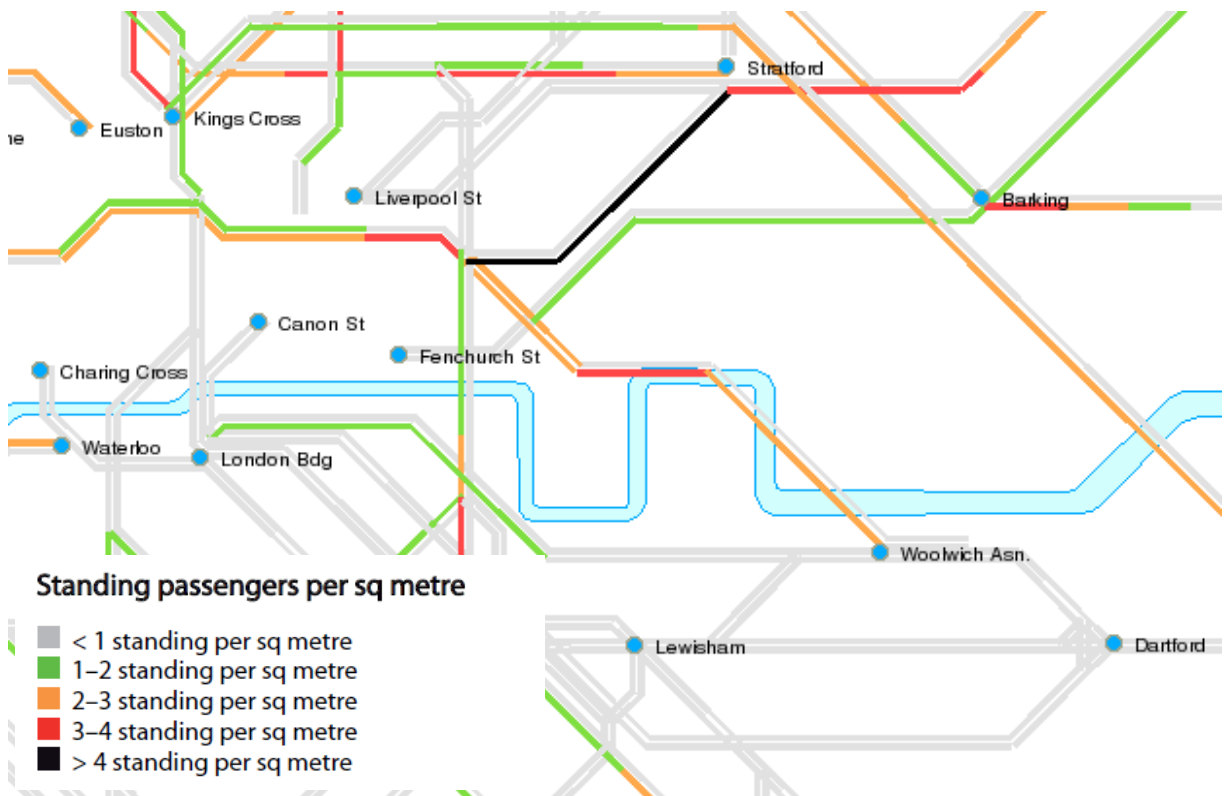 Stratford
Kings Cross
Euston
ne
Liverpool St
Barking
Canon St
Fenchurch St
Charing Cross
Waterloo
London Bdg
Woolwich Asn.
Lewisham
Dartford
Standing passengers per sq metre
< 1 standing per sq metre
1–2 standing per sq metre
2–3 standing per sq metre
3–4 standing per sq metre
> 4 standing per sq metre